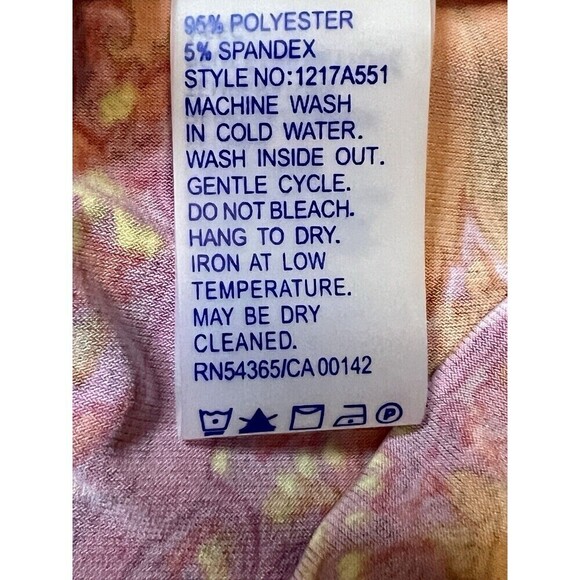 95% POLYESTER
5% SPANDEX
STYLE NO:1217A551
MACHINE WASH
IN COLD WATER.
WASH INSIDE OUT.
GENTLE CYCLE.
DO NOT BLEACH.
HANG TO DRY.
IRON AT LOW
TEMPERATURE.
MAY BE DRY
CLEANED.
RN54365/CA 00142
P